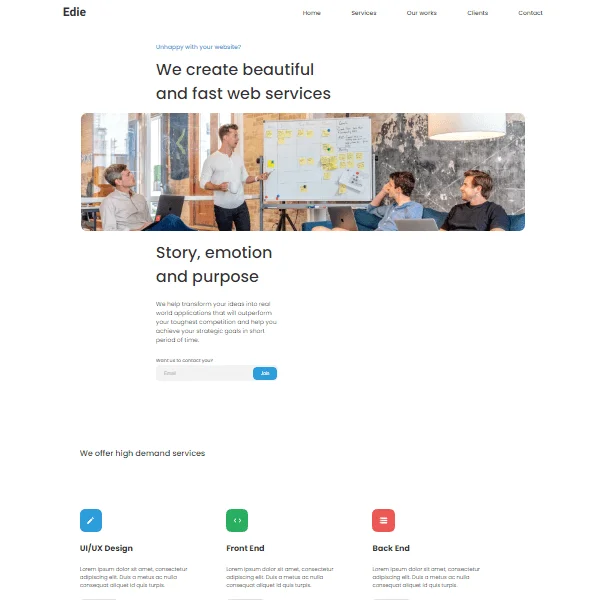 Edie
Home Services Our works Clients Contact
Unhappy with your website?
We create beautiful
and fast web services
Story, emotion
and purpose
We help transform your ideas into real
world applications that will outperform
your toughest competition and help you
achieve your strategic goals in short
period of time.
Want us to contact you?
Email Join
We offer high demand services
UI/UX Design
Lorem ipsum dolor sit amet, consectetur
adipiscing elit. Duis a metus ac nulla
consequat aliquet id quis turpis.
Front End
Lorem ipsum dolor sit amet, consectetur
adipiscing elit. Duis a metus ac nulla
consequat aliquet id quis turpis.
Back End
Lorem ipsum dolor sit amet, consectetur
adipiscing elit. Duis a metus ac nulla
consequat aliquet id quis turpis.